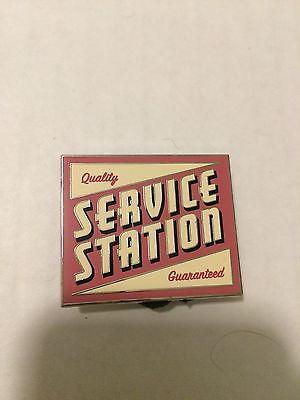 Quality
SERVICE
STATION
Guaranteed